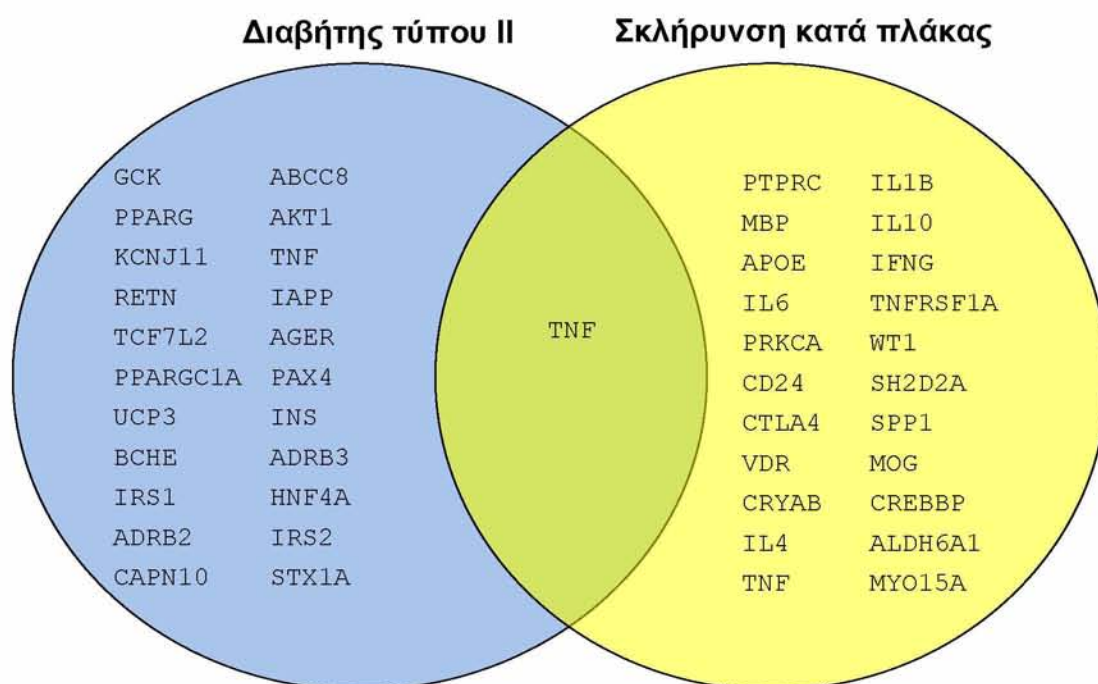 Διαβήτης τύπου II
Σκλήρυνση κατά πλάκας
GCK ABCC8
PPARG AKT1
KCNJ11 TNF
RETN IAPP
TCF7L2 AGER
PPARGC1A PAX4
UCP3 INS
BCHE ADRB3
IRS1 HNF4A
ADRB2 IRS2
CAPN10 STX1A
TNF
PTPRC IL1B
MBP IL10
APOE IFNG
IL6 TNFRSF1A
PRKCA WT1
CD24 SH2D2A
CTLA4 SPP1
VDR MOG
CRYAB CREBBP
IL4 ALDH6A1
TNF MYO15A